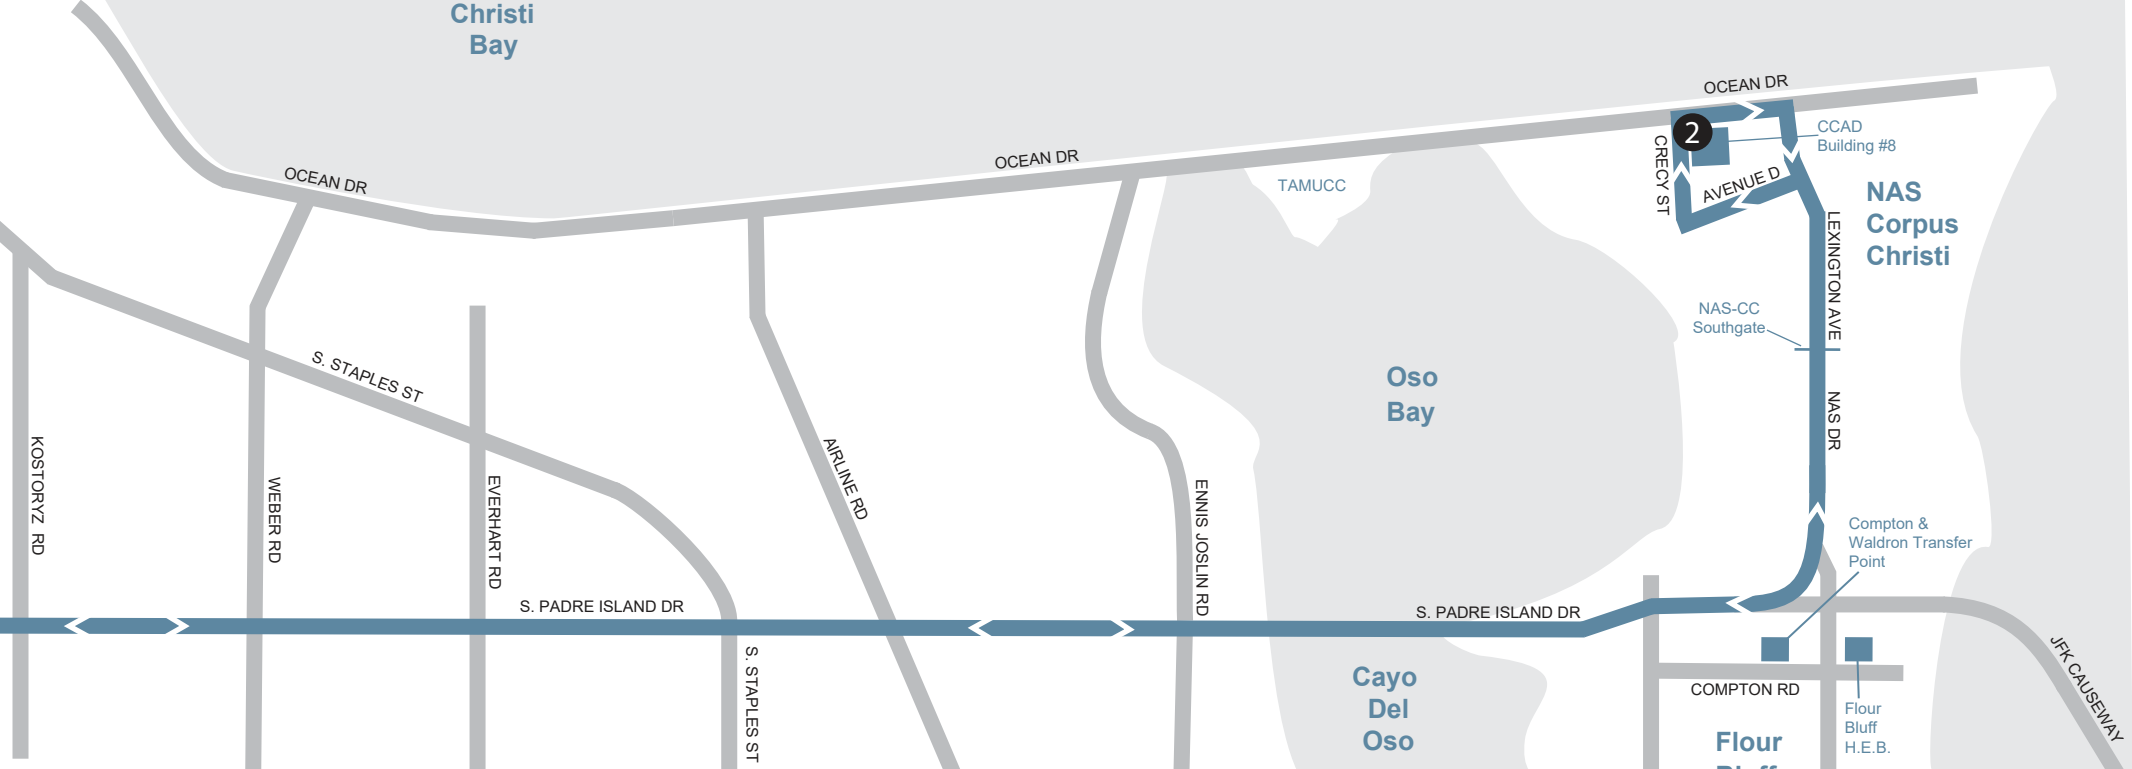 Christi
Bay
OCEAN DR
OCEAN DR
OCEAN DR
2
CCAD
Building #8
CRECY ST
AVENUE D
TAMUCC
NAS
Corpus
Christi
LEXINGTON AVE
NAS-CC
Southgate
S. STAPLES ST
Oso
Bay
NAS DR
KOSTORYZ RD
WEBER RD
EVERHART RD
AIRLINE RD
ENNIS JOSLIN RD
Compton &
Waldron Transfer
Point
S. PADRE ISLAND DR
S. PADRE ISLAND DR
S. STAPLES ST
JFK CAUSEWAY
Cayo
Del
Oso
COMPTON RD
Flour
Bluff
H.E.B.
Flour